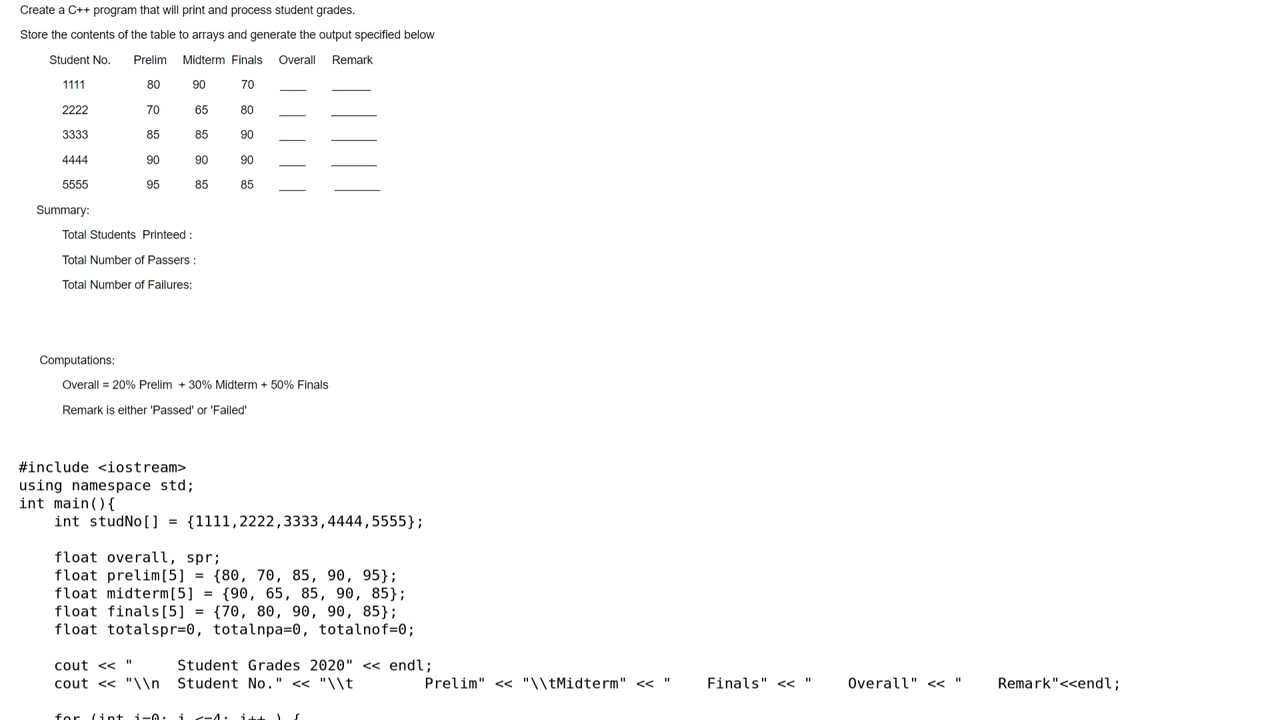 Create a C++ program that will print and process student grades.
Store the contents of the table to arrays and generate the output specified below
Student No. Prelim Midterm Finals Overall Remark
1111 80 90 70 ____ ______
2222 70 65 80 ____ _______
3333 85 85 90 ____ _______
4444 90 90 90 ____ _______
5555 95 85 85 ____ _______
Summary:
Total Students Printeed :
Total Number of Passers :
Total Number of Failures:
Computations:
Overall = 20% Prelim + 30% Midterm + 50% Finals
Remark is either 'Passed' or 'Failed'
#include <iostream>
using namespace std;
int main(){
    int studNo[] = {1111,2222,3333,4444,5555};
    float overall, spr;
    float prelim[5] = {80, 70, 85, 90, 95};
    float midterm[5] = {90, 65, 85, 90, 85};
    float finals[5] = {70, 80, 90, 90, 85};
    float totalspr=0, totalnpa=0, totalnof=0;
    cout << "     Student Grades 2020" << endl;
    cout << "\\n  Student No." << "\\t        Prelim" << "\\tMidterm" << "    Finals" << "    Overall" << "    Remark"<<endl;
    for (int i=0; i <=4; i++ ) {